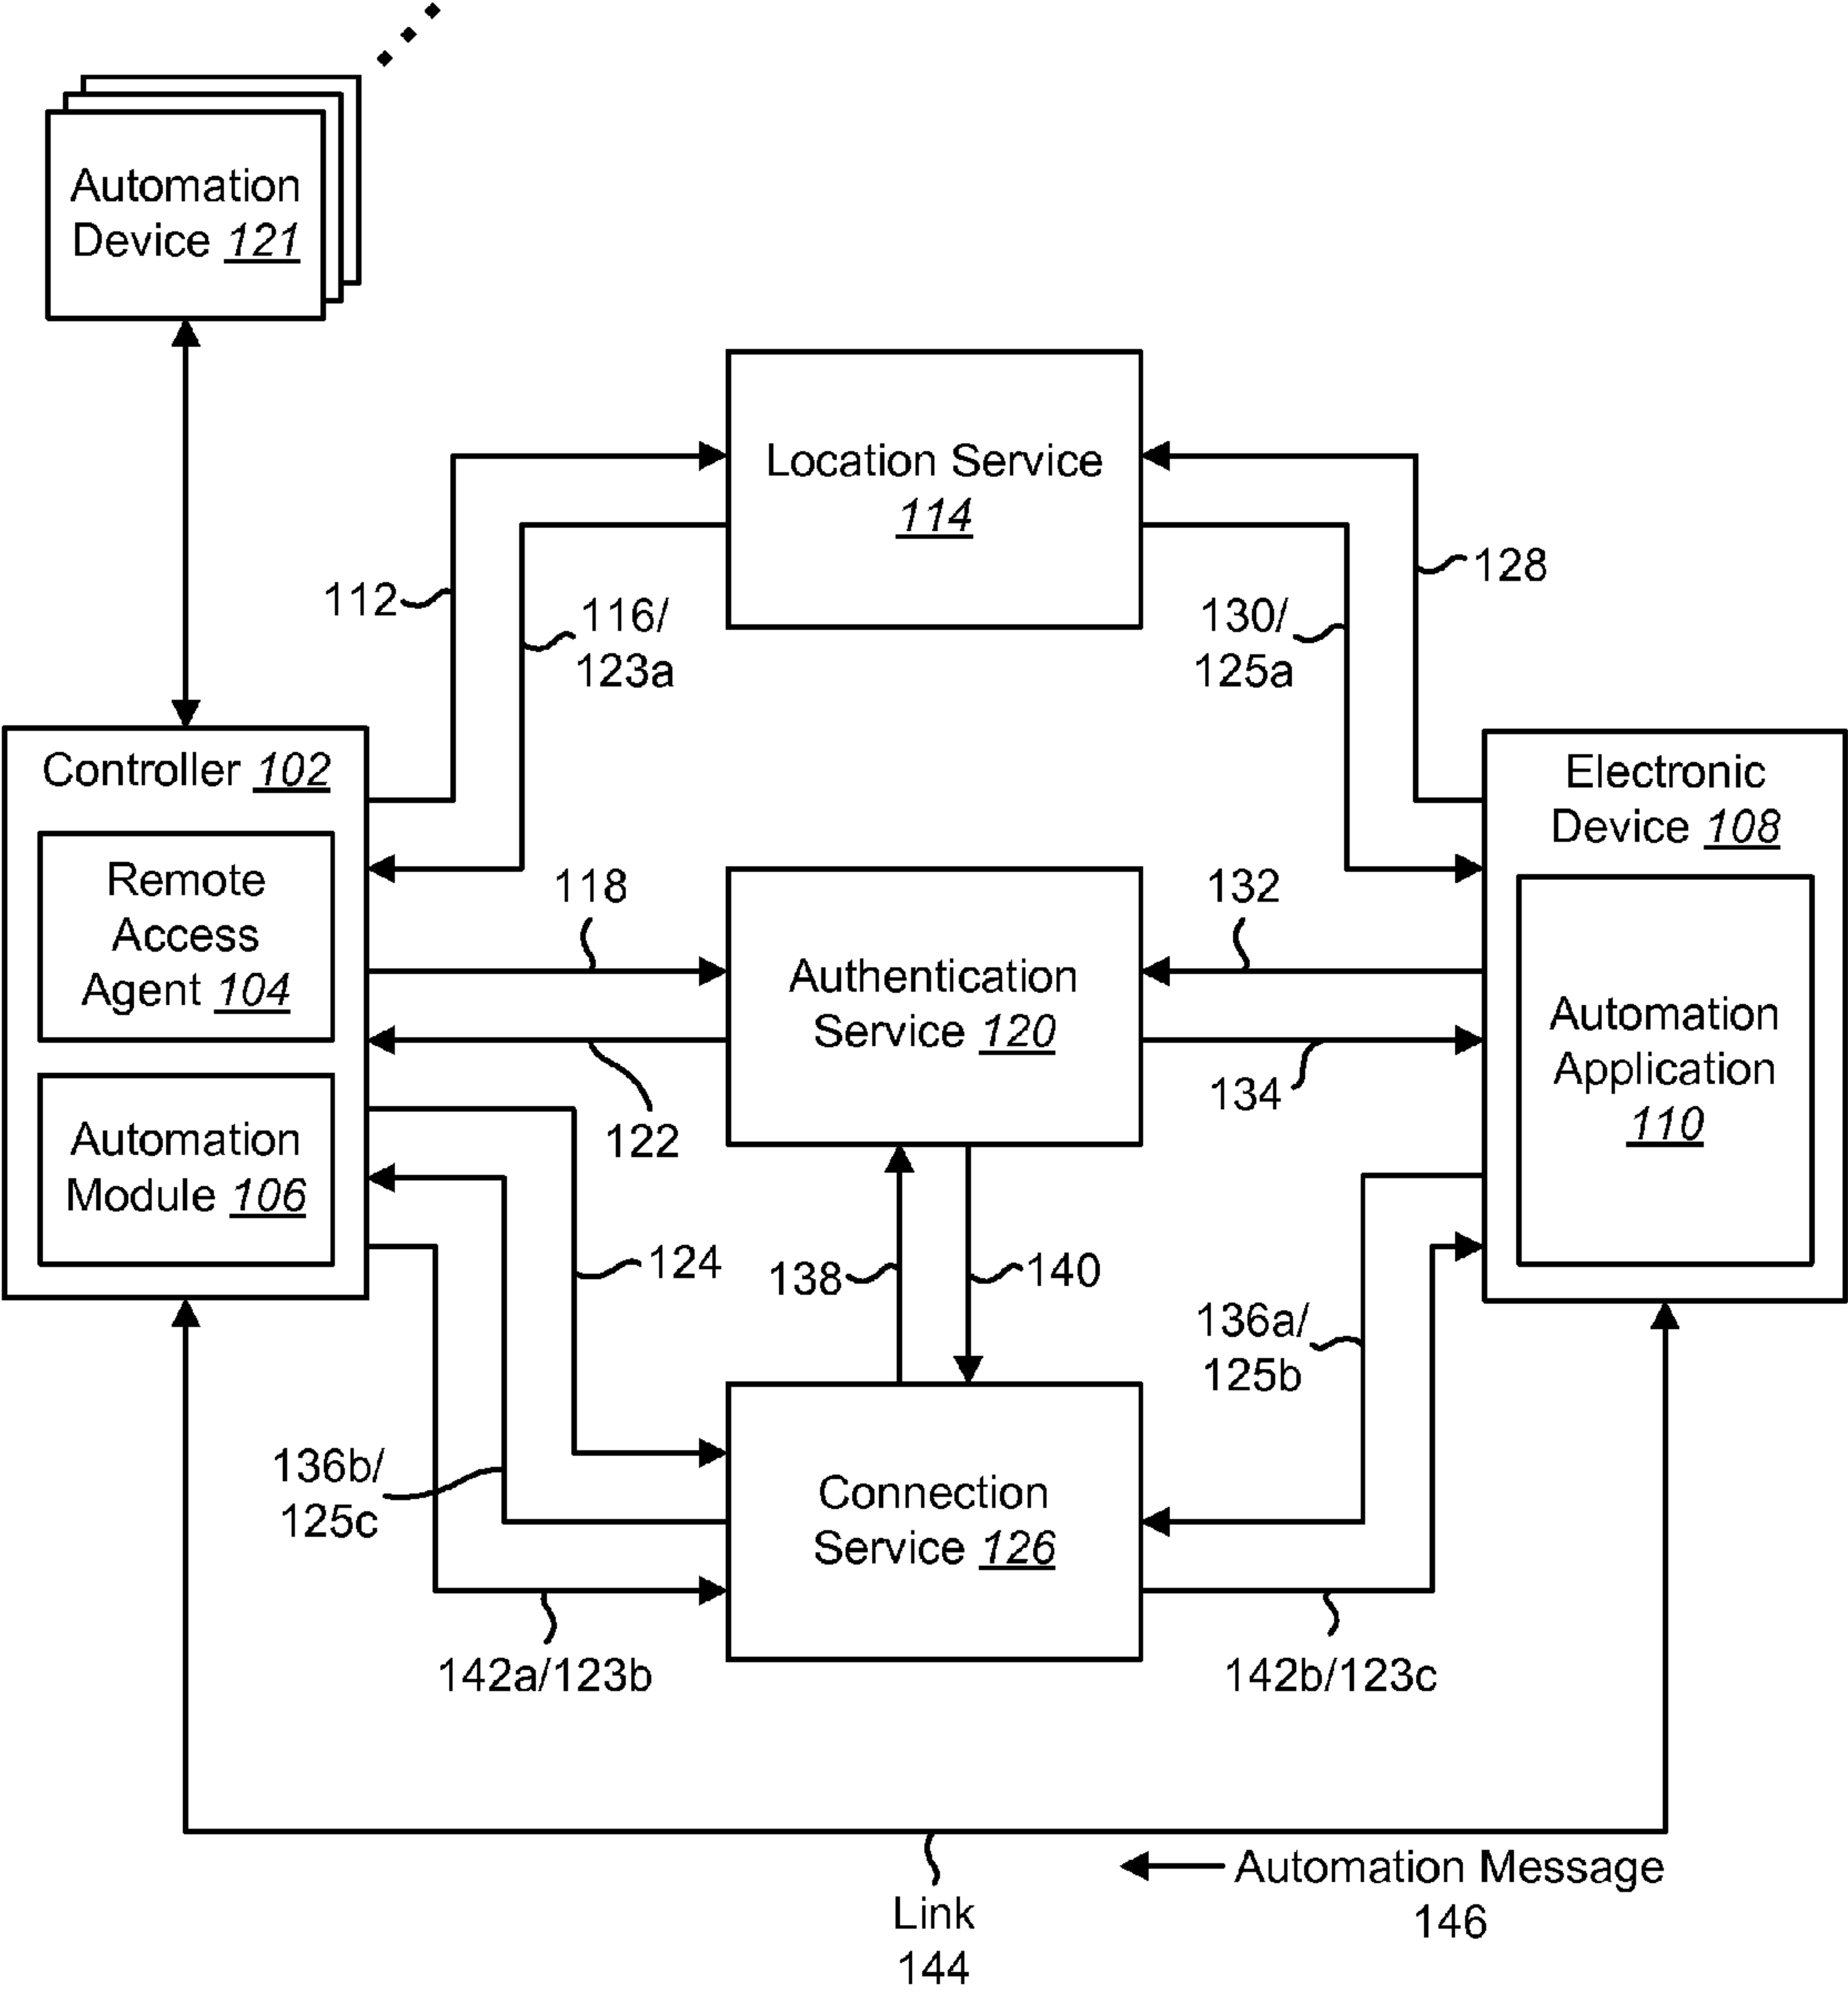 Automation
Device 121
Location Service
114
112
116/
123a
130/
125a
128
Controller 102
Remote
Access
Agent 104
Automation
Module 106
Electronic
Device 108
Automation
Application
110
118
132
Authentication
Service 120
122
134
124
138
140
136a/
125b
136b/
125c
Connection
Service 126
142a/123b
142b/123c
Automation Message
146
Link
144